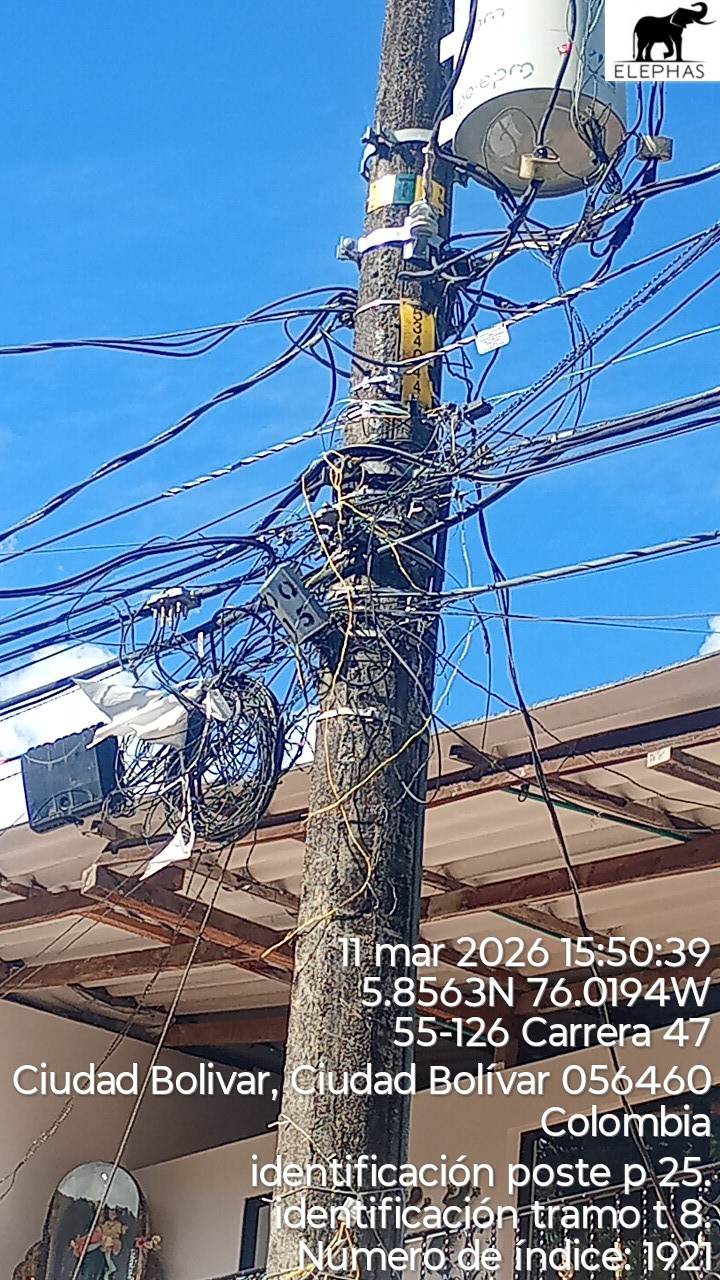 ELEPHAS
11 mar 2026 15:50:39
5.8563N 76.0194W
55-126 Carrera 47
Ciudad Bolivar, Ciudad Bolívar 056460
Colombia
identificación poste p 25.
identificación tramo t 8.
Número de índice: 1921